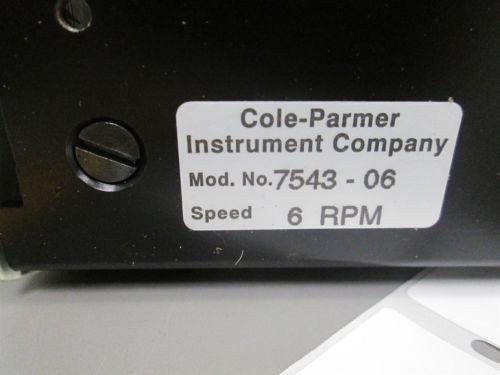 Cole-Parmer
Instrument Company
Mod. No. 7543 - 06
Speed 6 RPM